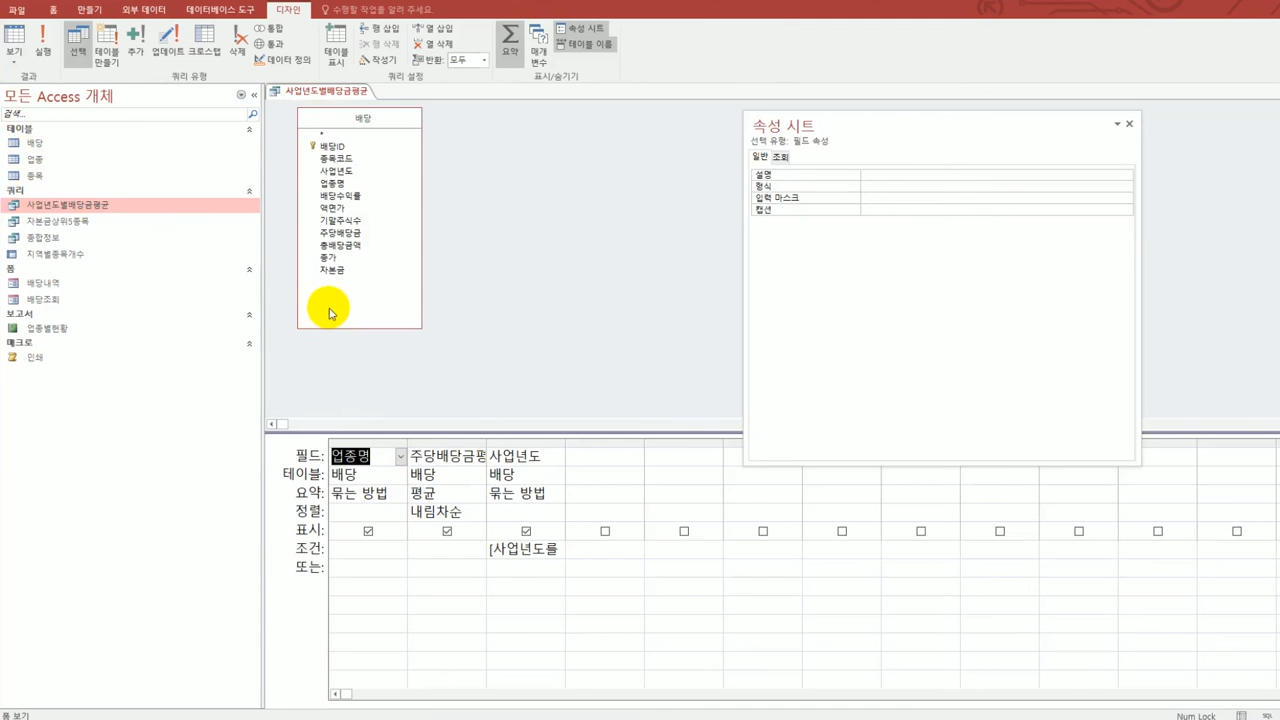 파일 홈 만들기 외부 데이터 데이터베이스 도구 디자인 수행할 작업을 알려 주세요.
보기 실행 선택 테이블 만들기 추가 업데이트 크로스탭 삭제
통합
통과
데이터 정의
테이블 표시
행 삽입
행 삭제
작성기
열 삽입
열 삭제
반환: 모두
요약
매개 변수
속성 시트
테이블 이름
결과 쿼리 유형 쿼리 설정 표시/숨기기
모든 Access 개체
검색...
테이블
배당
업종
종목
쿼리
사업년도별배당금평균
자본금상위5종목
종합정보
지역별종목개수
폼
배당내역
배당조회
보고서
업종별현황
매크로
인쇄
사업년도별배당금평균
배당
*
배당ID
종목코드
사업년도
업종명
배당수익률
액면가
기말주식수
주당배당금
총배당금액
종가
자본금
속성 시트
선택 유형: 필드 속성
일반 조회
설명
형식
입력 마스크
캡션
필드: 업종명 주당배당금평 사업년도
테이블: 배당 배당 배당
요약: 묶는 방법 평균 묶는 방법
정렬: 내림차순
표시:
조건: [사업년도를
또는:
폼 보기 Num Lock SQL